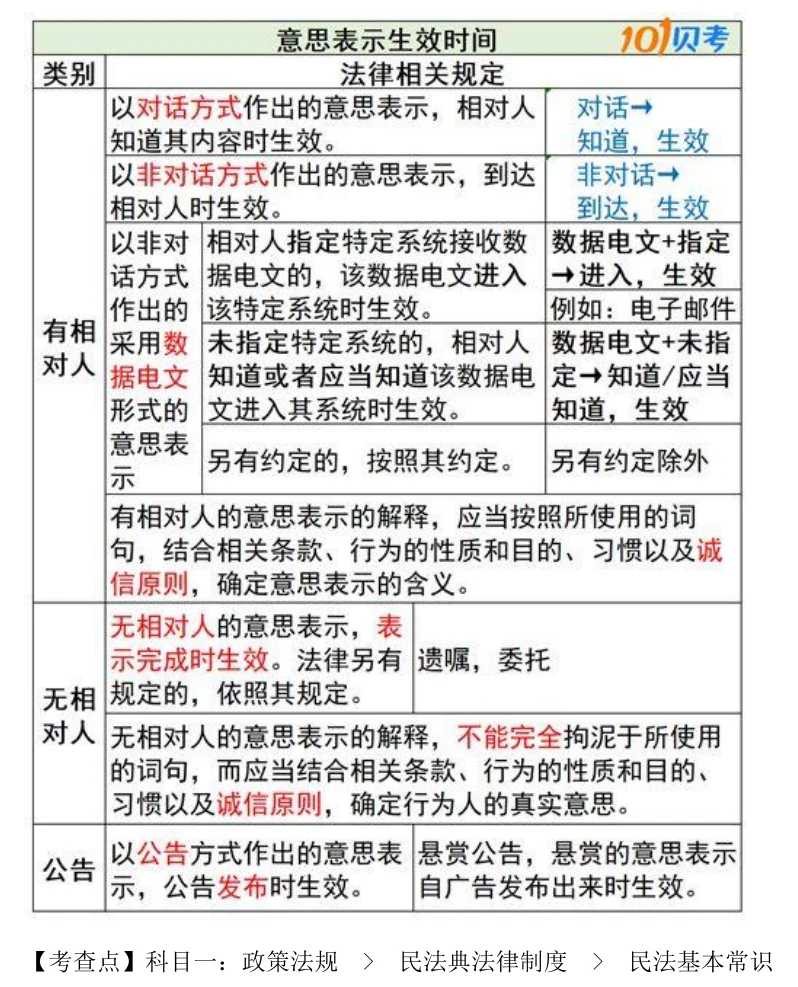 意思表示生效时间
101贝考
类别
法律相关规定
有相
对人
以对话方式作出的意思表示，相对人
知道其内容时生效。
对话→
知道，生效
以非对话方式作出的意思表示，到达
相对人时生效。
非对话→
到达，生效
以非对
话方式
作出的
采用数
据电文
形式的
意思表
示
相对人指定特定系统接收数
据电文的，该数据电文进入
该特定系统时生效。
数据电文+指定
→进入，生效
例如：电子邮件
未指定特定系统的，相对人
知道或者应当知道该数据电
文进入其系统时生效。
数据电文+未指
定→知道/应当
知道，生效
另有约定的，按照其约定。
另有约定除外
有相对人的意思表示的解释，应当按照所使用的词
句，结合相关条款、行为的性质和目的、习惯以及诚
信原则，确定意思表示的含义。
无相
对人
无相对人的意思表示，表
示完成时生效。法律另有
规定的，依照其规定。
遗嘱，委托
无相对人的意思表示的解释，不能完全拘泥于所使用
的词句，而应当结合相关条款、行为的性质和目的、
习惯以及诚信原则，确定行为人的真实意思。
公告
以公告方式作出的意思表
示，公告发布时生效。
悬赏公告，悬赏的意思表示
自广告发布出来时生效。
【考查点】科目一：政策法规 > 民法典法律制度 > 民法基本常识